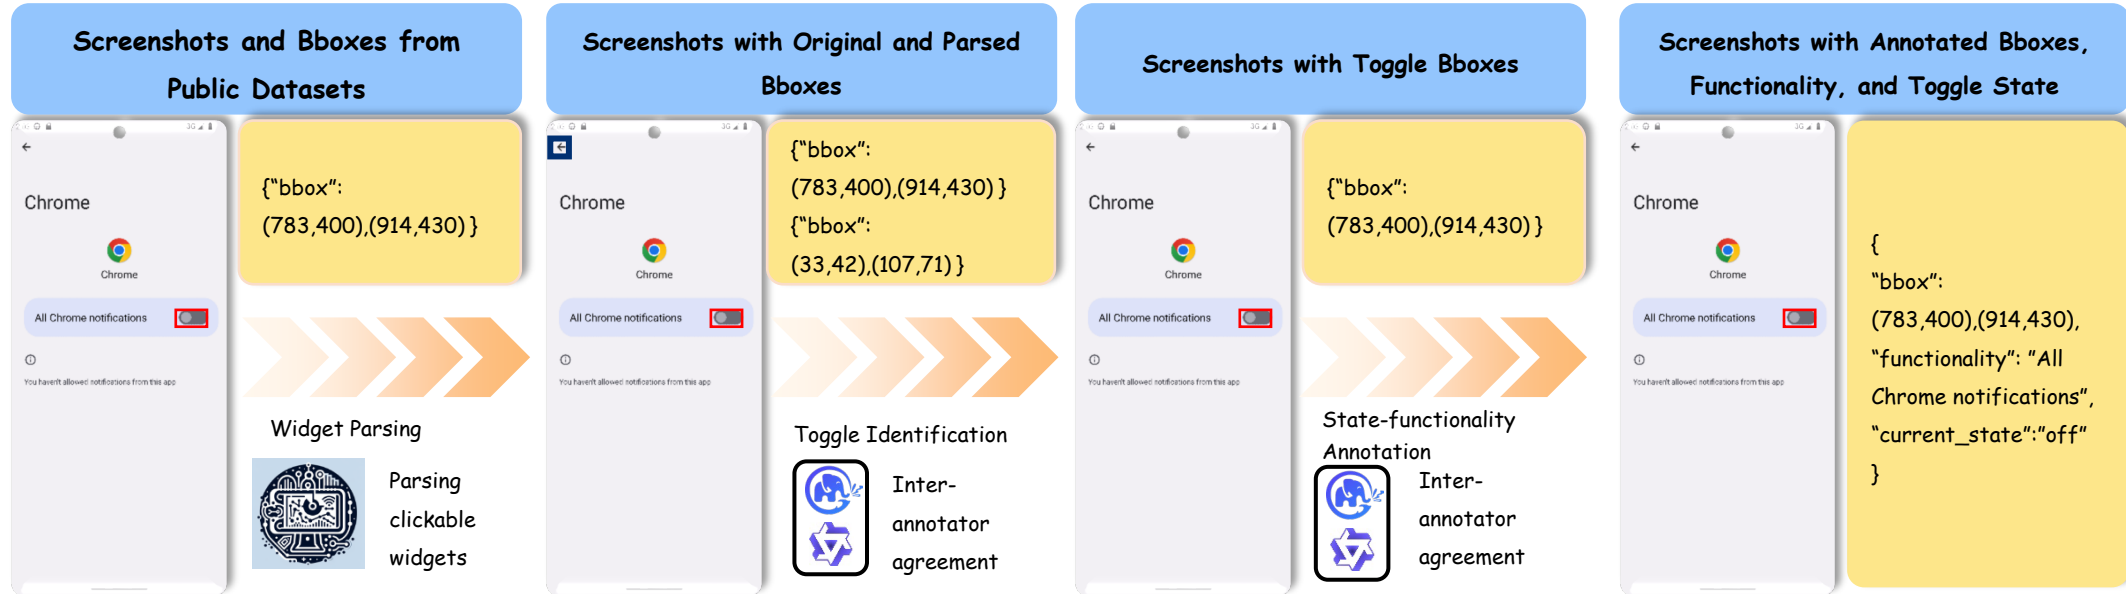 Screenshots and Bboxes from
Public Datasets
3G
Chrome
Chrome
All Chrome notifications
You haven't allowed notifications from this app
{"bbox":
(783,400),(914,430) }
Widget Parsing
Parsing
clickable
widgets
Screenshots with Original and Parsed
Bboxes
3G
Chrome
Chrome
All Chrome notifications
You haven't allowed notifications from this app
{"bbox":
(783,400),(914,430) }
{"bbox":
(33,42),(107,71) }
Toggle Identification
Inter-
annotator
agreement
Screenshots with Toggle Bboxes
3G
Chrome
Chrome
All Chrome notifications
You haven't allowed notifications from this app
{"bbox":
(783,400),(914,430) }
State-functionality
Annotation
Inter-
annotator
agreement
Screenshots with Annotated Bboxes,
Functionality, and Toggle State
3G
Chrome
Chrome
All Chrome notifications
You haven't allowed notifications from this app
{
"bbox":
(783,400),(914,430),
"functionality": "All
Chrome notifications",
"current_state":"off"
}